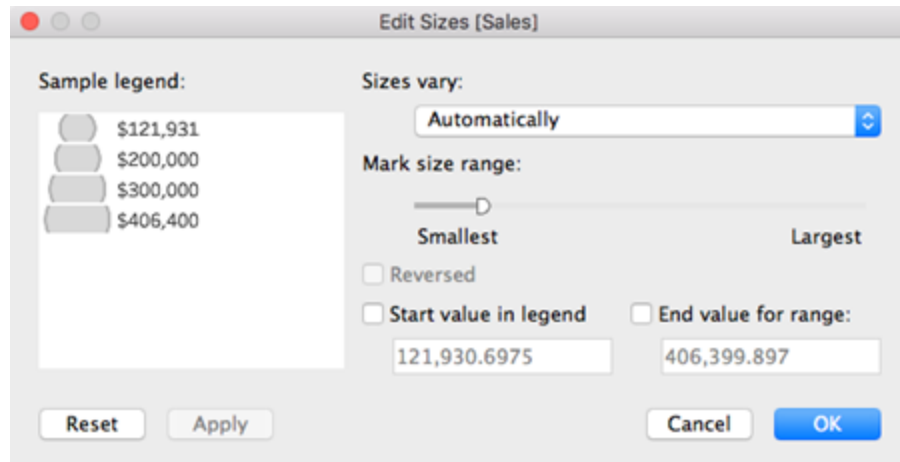 Edit Sizes [Sales]
Sample legend:
$121,931
$200,000
$300,000
$406,400
Sizes vary:
Automatically
Mark size range:
Smallest
Largest
Reversed
Start value in legend
End value for range:
121,930.6975
406,399.897
Reset
Apply
Cancel
OK